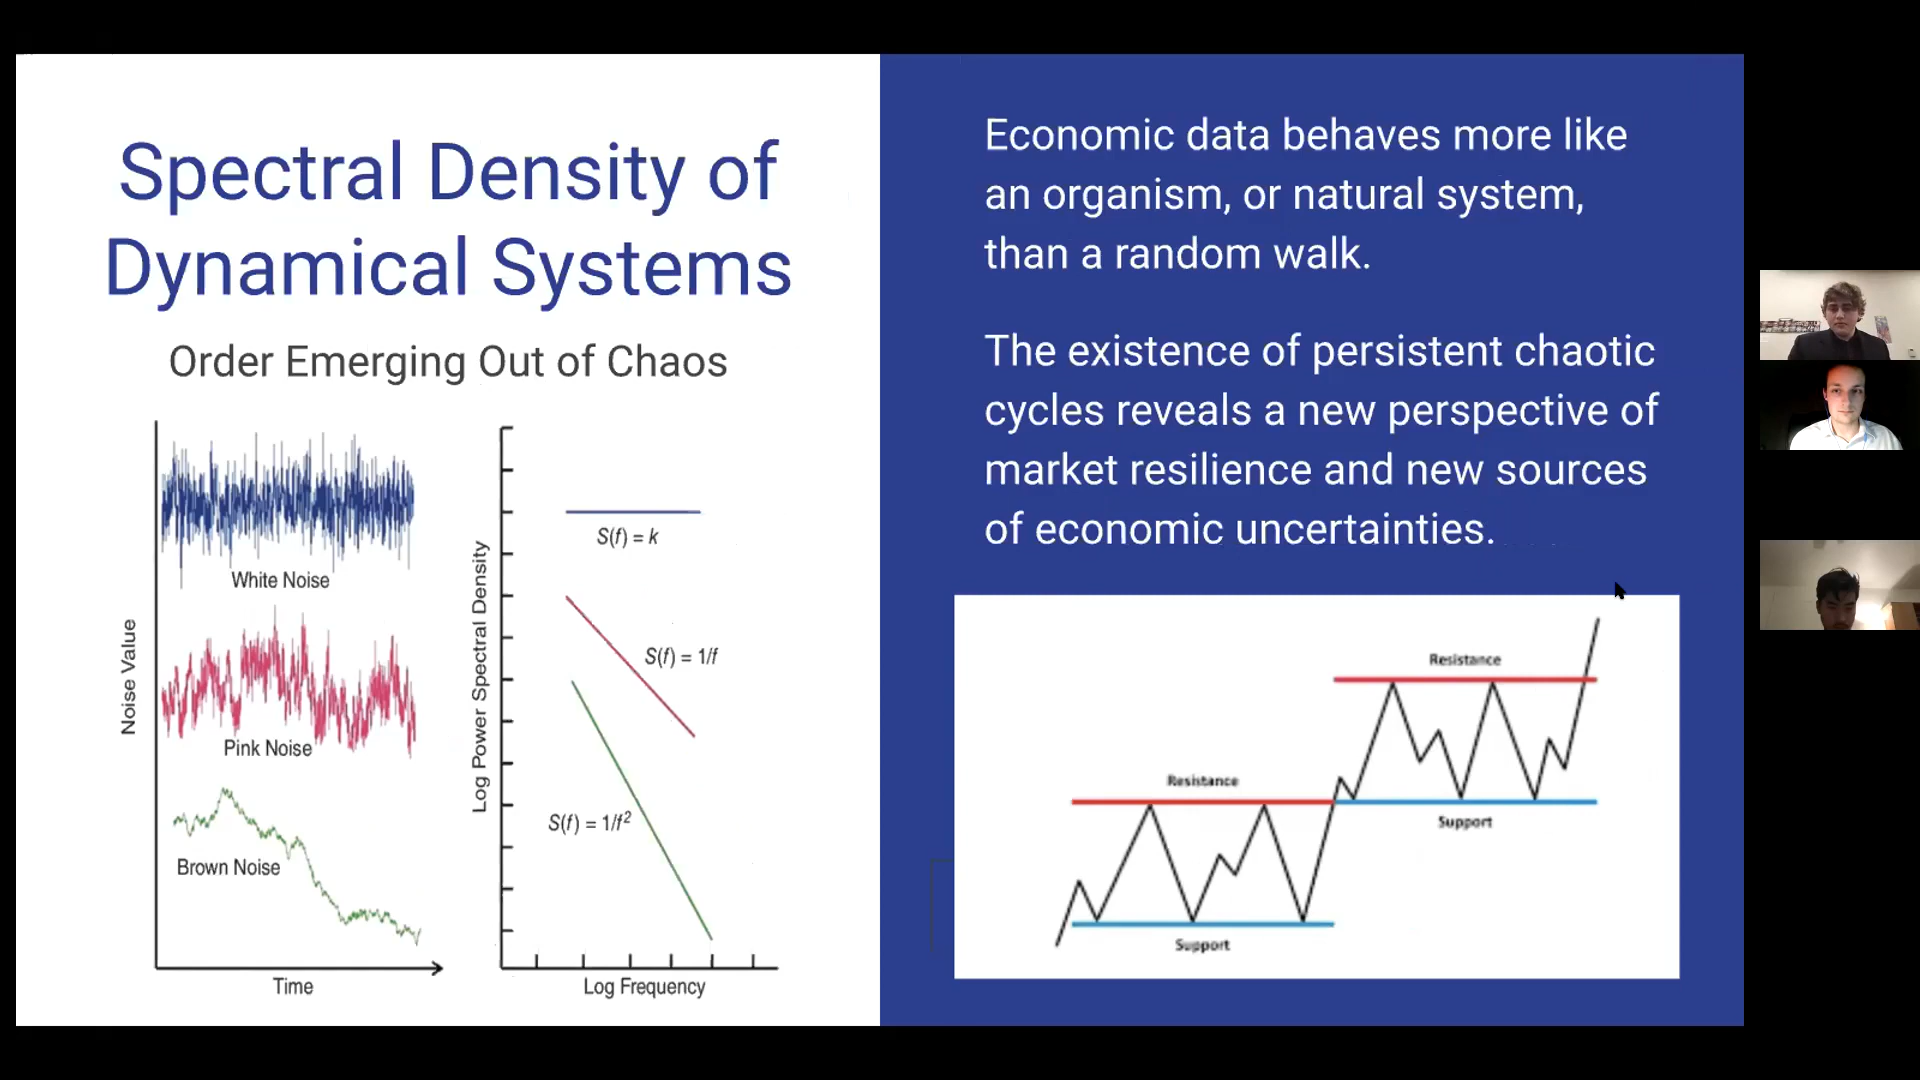 Spectral Density of
Dynamical Systems
Order Emerging Out of Chaos
Noise Value
White Noise
Pink Noise
Brown Noise
Time
Log Power Spectral Density
S(f) = k
S(f) = 1/f
S(f) = 1/f²
Log Frequency
Economic data behaves more like
an organism, or natural system,
than a random walk.
The existence of persistent chaotic
cycles reveals a new perspective of
market resilience and new sources
of economic uncertainties.
Resistance
Resistance
Support
Support